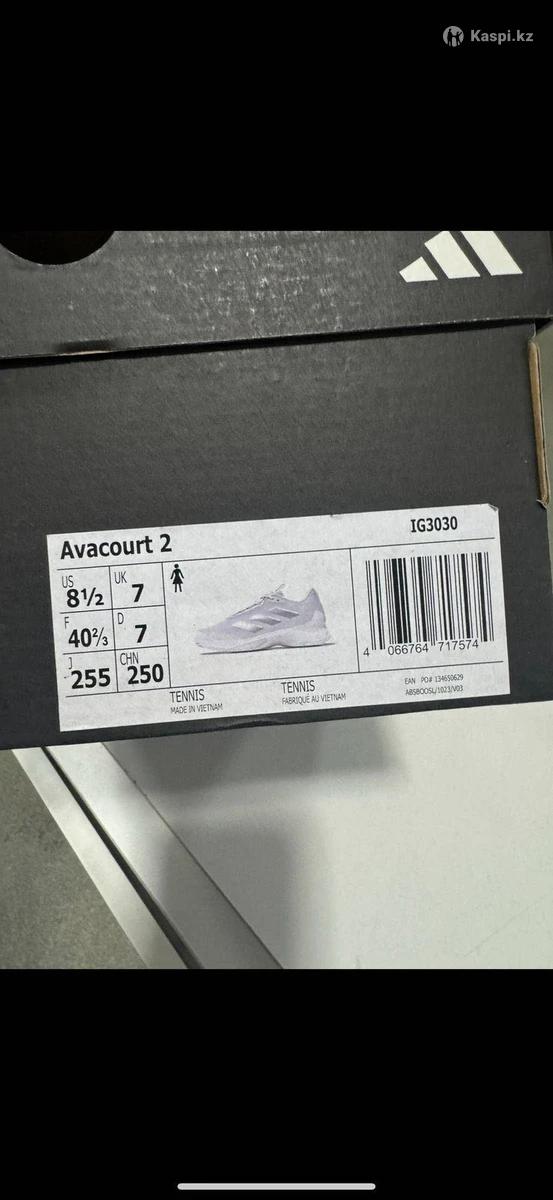 Kaspi.kz
Avacourt 2
IG3030
US 8½ UK 7
F 40⅔ D 7
J 255 CHN 250
4 066764 717574
TENNIS
MADE IN VIETNAM
TENNIS
FABRIQUÉ AU VIETNAM
EAN PO# 134650629
ABSBOOSL/1023/V03